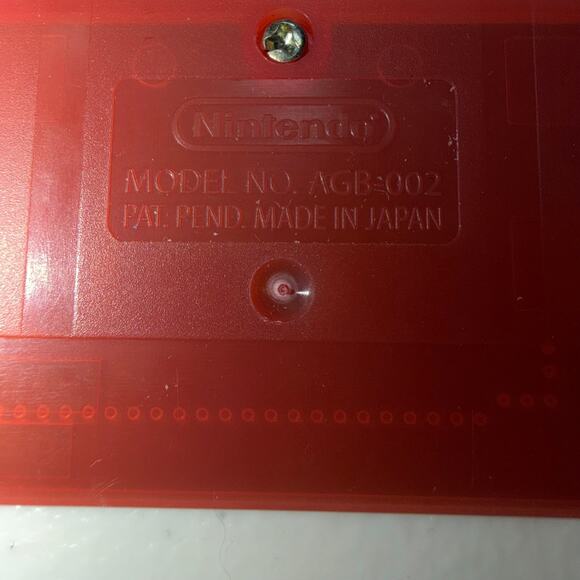 Nintendo
MODEL NO. AGB-002
PAT. PEND. MADE IN JAPAN